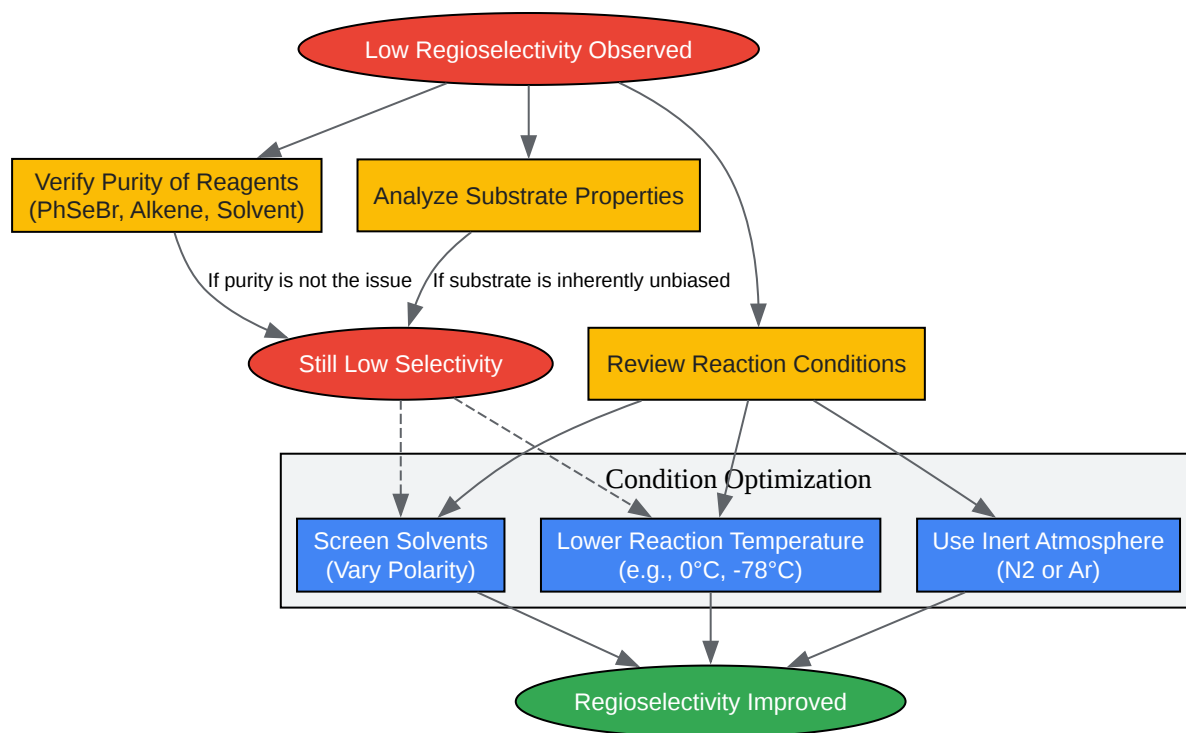 Low Regioselectivity Observed
Verify Purity of Reagents
(PhSeBr, Alkene, Solvent)
Analyze Substrate Properties
If purity is not the issue
If substrate is inherently unbiased
Still Low Selectivity
Review Reaction Conditions
Condition Optimization
Screen Solvents
(Vary Polarity)
Lower Reaction Temperature
(e.g., 0°C, -78°C)
Use Inert Atmosphere
(N2 or Ar)
Regioselectivity Improved